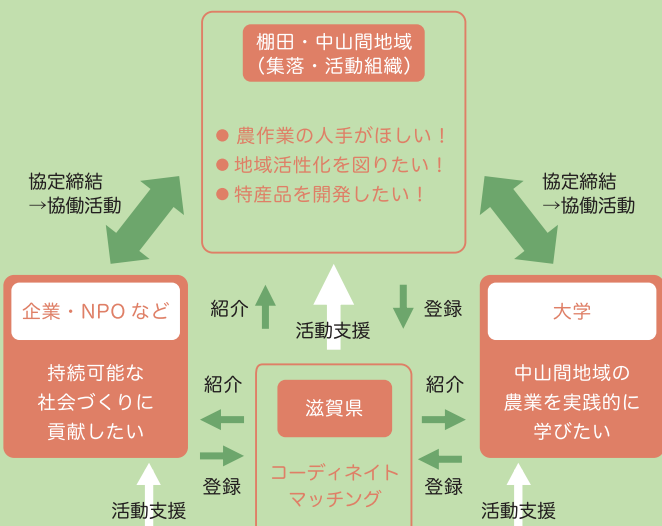 棚田・中山間地域
（集落・活動組織）
● 農作業の人手がほしい！
● 地域活性化を図りたい！
● 特産品を開発したい！
協定締結
→協働活動
協定締結
→協働活動
企業・NPO など
持続可能な
社会づくりに
貢献したい
紹介
活動支援
登録
大学
中山間地域の
農業を実践的に
学びたい
紹介
登録
滋賀県
コーディネイト
マッチング
紹介
登録
活動支援
活動支援